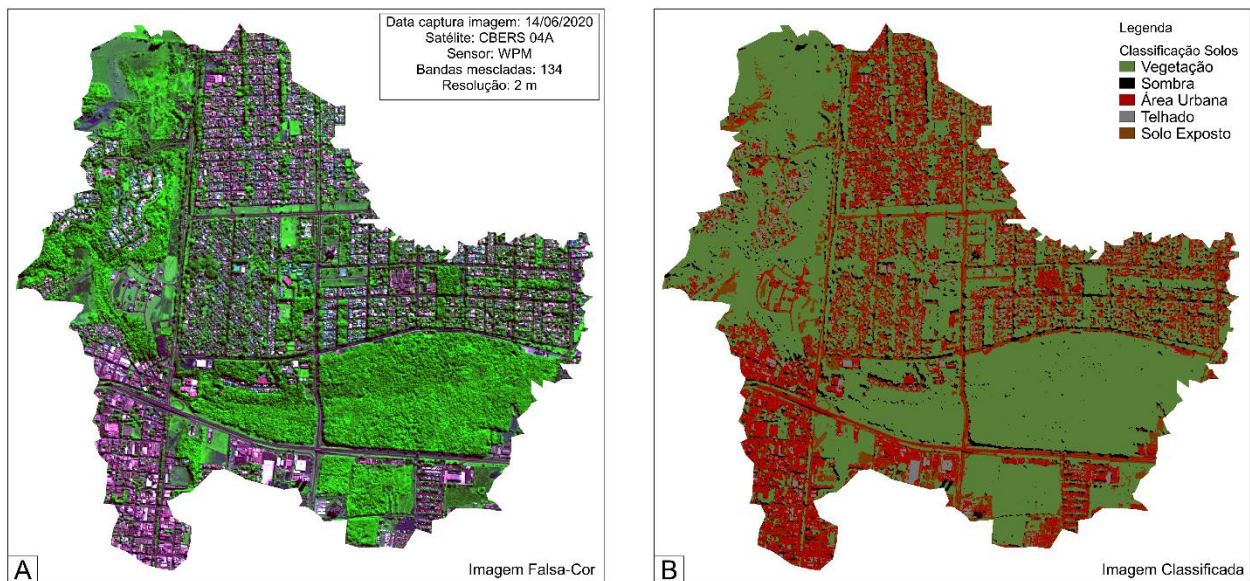 Data captura imagem: 14/06/2020
Satélite: CBERS 04A
Sensor: WPM
Bandas mescladas: 134
Resolução: 2 m
A
Imagem Falsa-Cor
Legenda
Classificação Solos
Vegetação
Sombra
Área Urbana
Telhado
Solo Exposto
B
Imagem Classificada